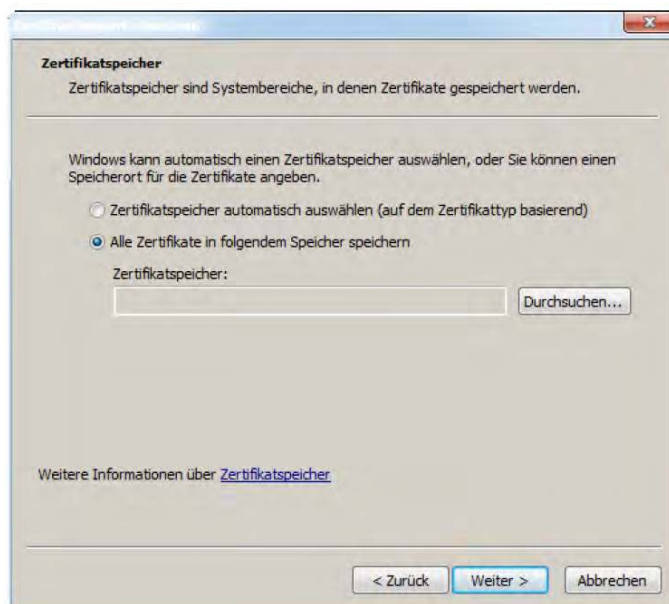 Zertifikatspeicher
Zertifikatspeicher sind Systembereiche, in denen Zertifikate gespeichert werden.
Windows kann automatisch einen Zertifikatspeicher auswählen, oder Sie können einen
Speicherort für die Zertifikate angeben.
Zertifikatspeicher automatisch auswählen (auf dem Zertifikattyp basierend)
Alle Zertifikate in folgendem Speicher speichern
Zertifikatspeicher:
Durchsuchen...
Weitere Informationen über Zertifikatspeicher
< Zurück Weiter > Abbrechen